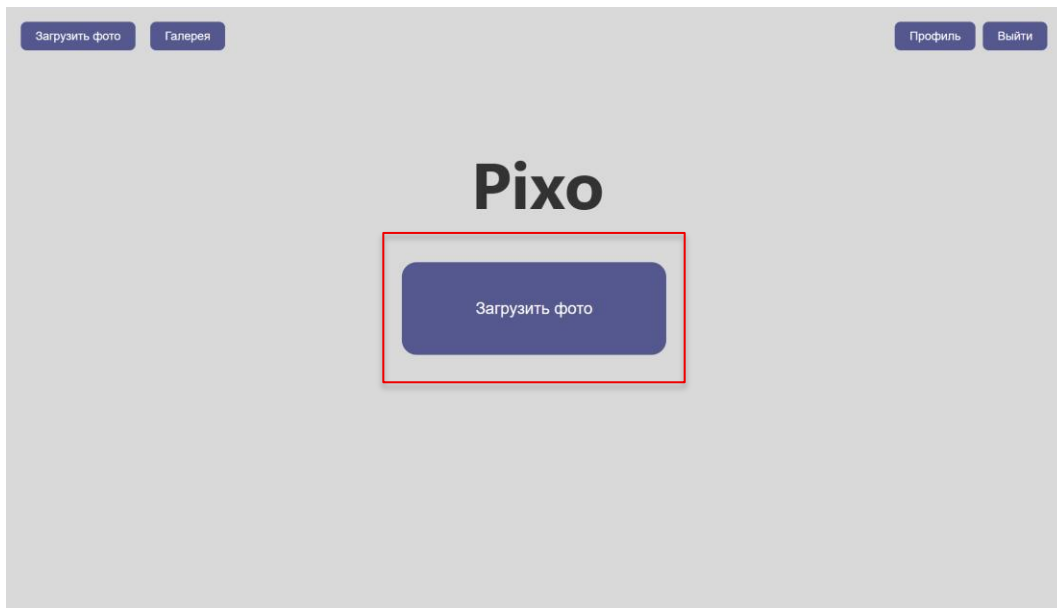 Загрузить фото
Галерея
Профиль
Выйти
Pixo
Загрузить фото